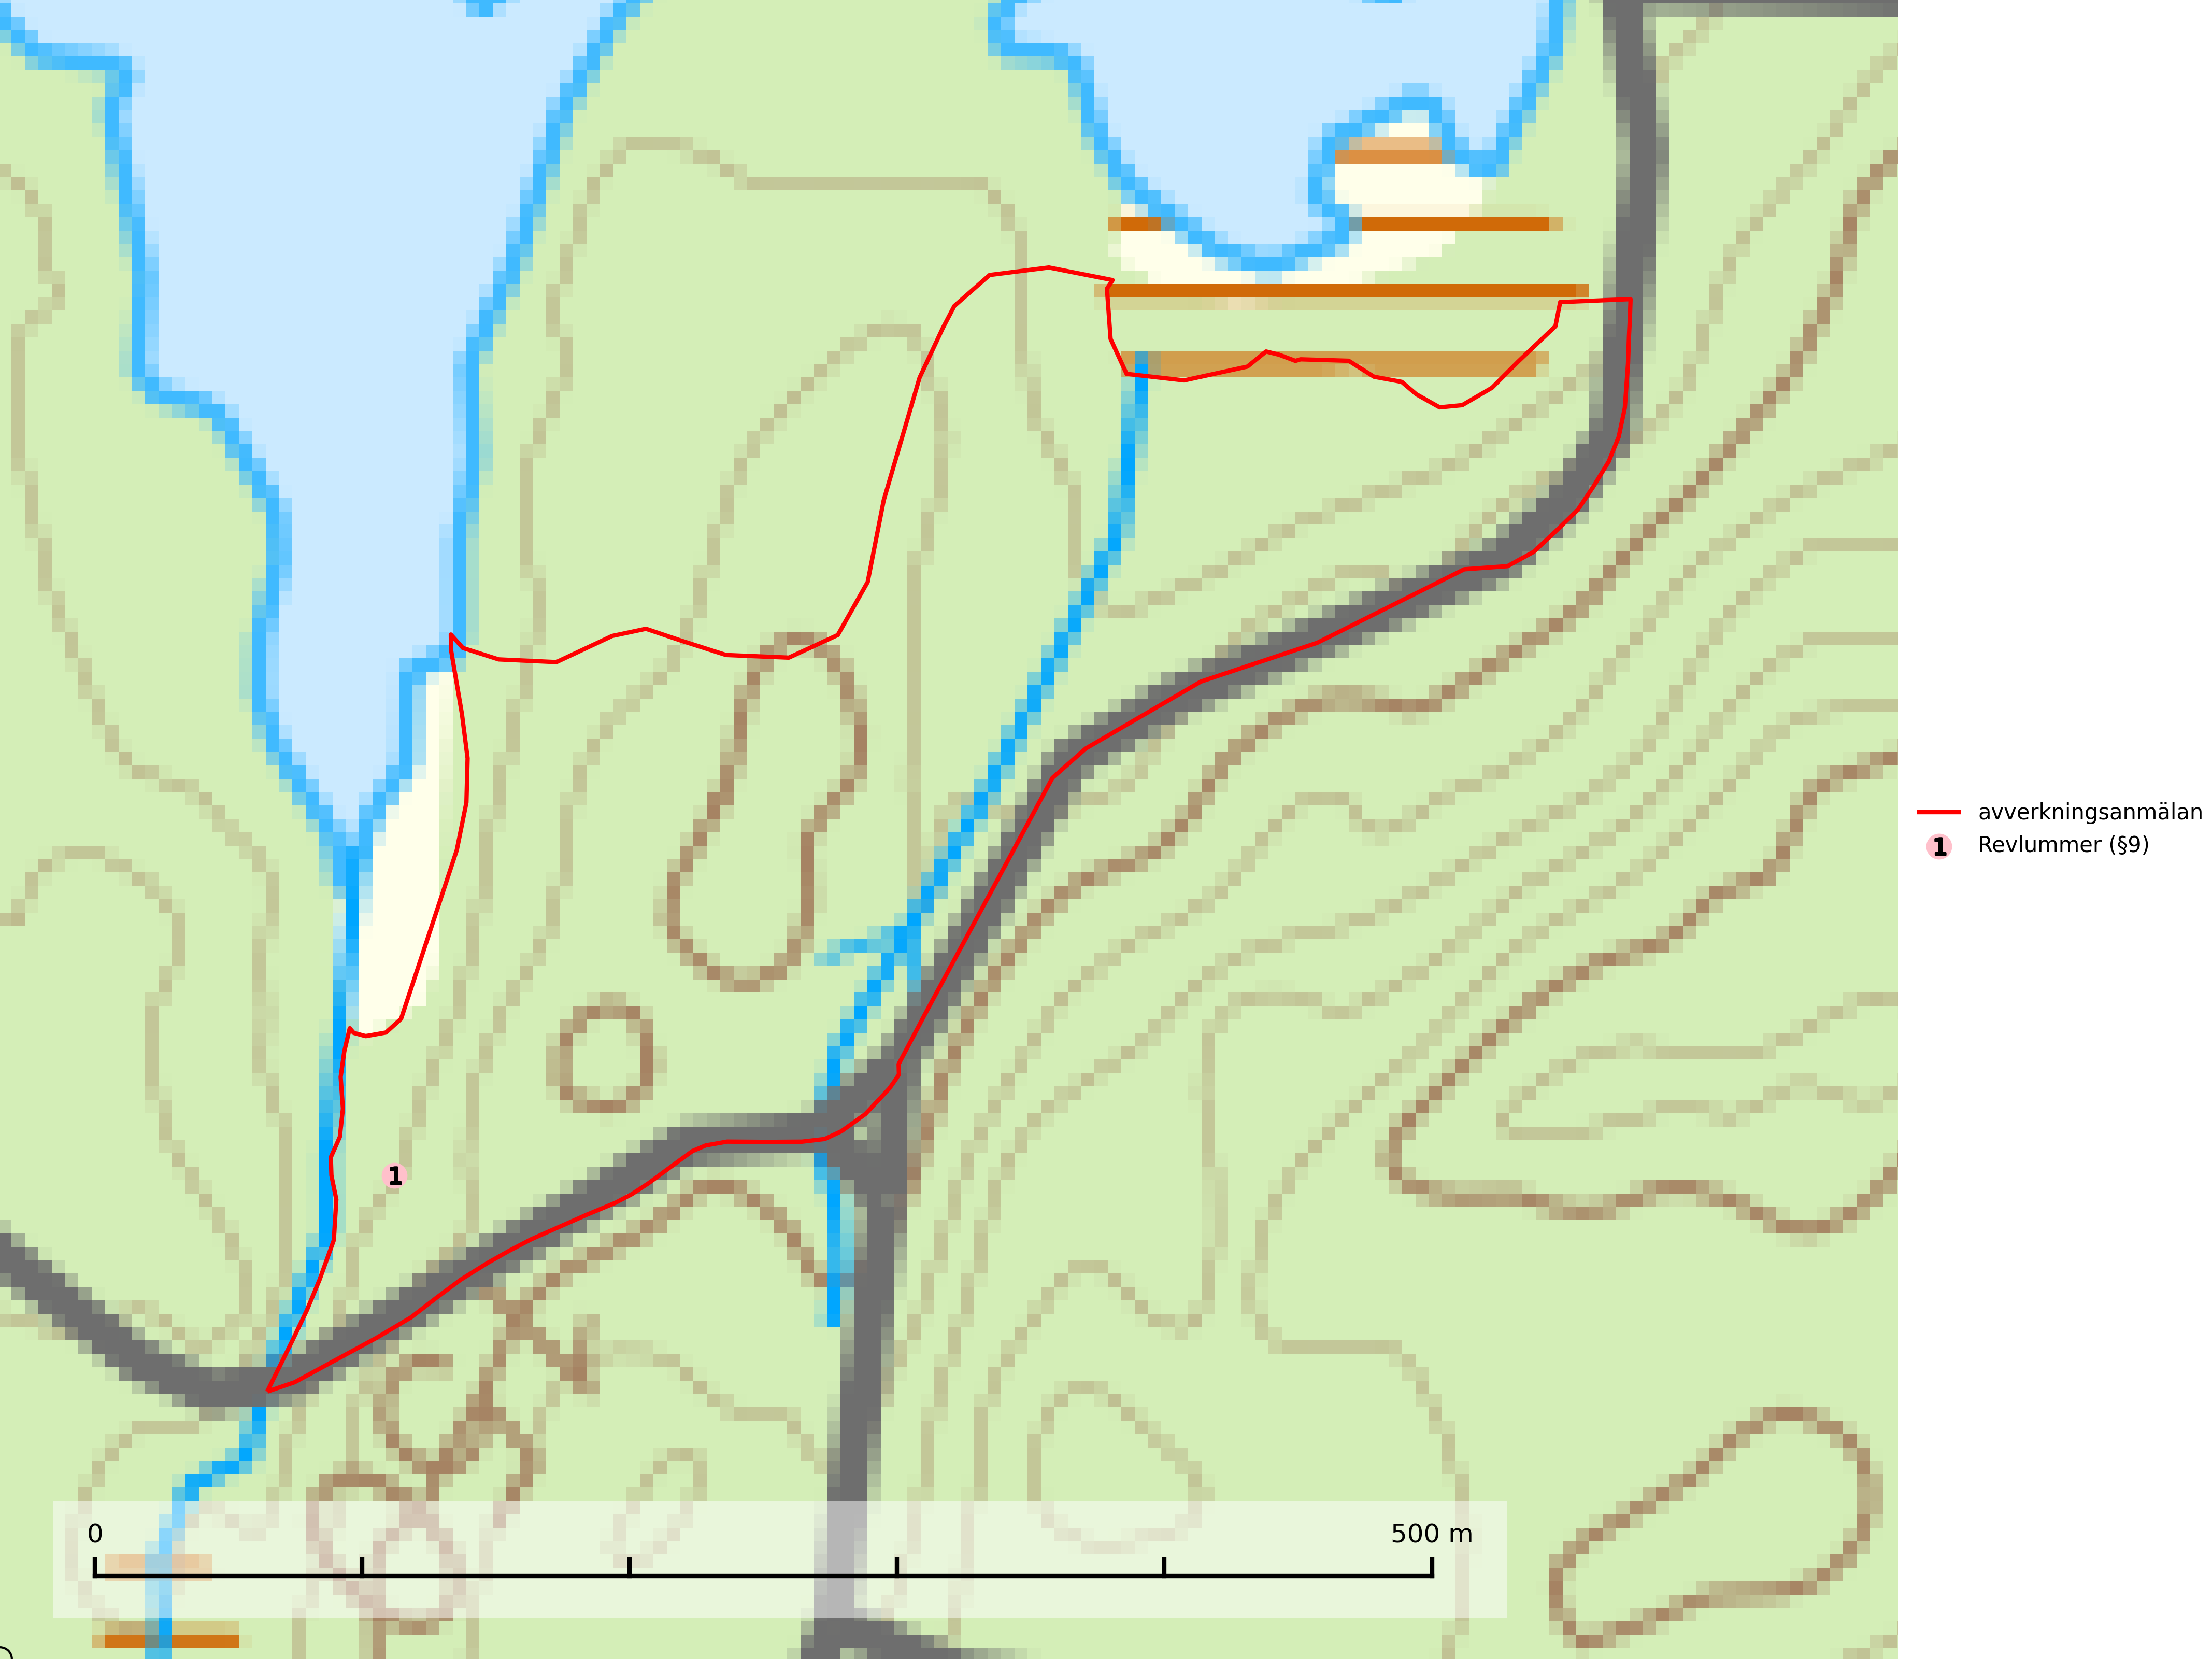 avverkningsanmälan
1 Revlummer (§9)
1
0 500 m